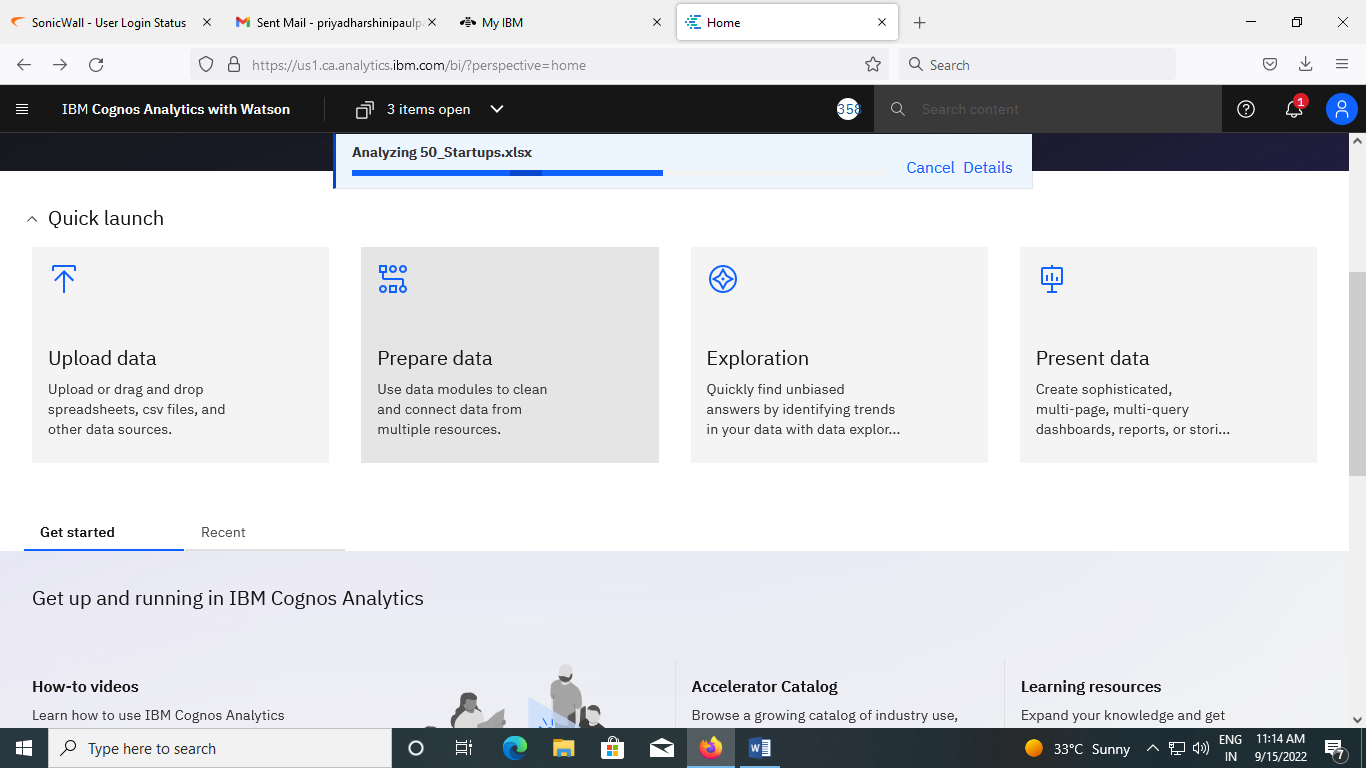 SonicWall - User Login Status
Sent Mail - priyadharshinipaulpa
My IBM
Home
https://us1.ca.analytics.ibm.com/bi/?perspective=home
Search
IBM Cognos Analytics with Watson
3 items open
358
Search content
1
Analyzing 50_Startups.xlsx
Cancel Details
Quick launch
Upload data
Upload or drag and drop
spreadsheets, csv files, and
other data sources.
Prepare data
Use data modules to clean
and connect data from
multiple resources.
Exploration
Quickly find unbiased
answers by identifying trends
in your data with data explor...
Present data
Create sophisticated,
multi-page, multi-query
dashboards, reports, or stori...
Get started
Recent
Get up and running in IBM Cognos Analytics
How-to videos
Learn how to use IBM Cognos Analytics
Accelerator Catalog
Browse a growing catalog of industry use,
Learning resources
Expand your knowledge and get
Type here to search
33°C Sunny
ENG
IN
11:14 AM
9/15/2022
7